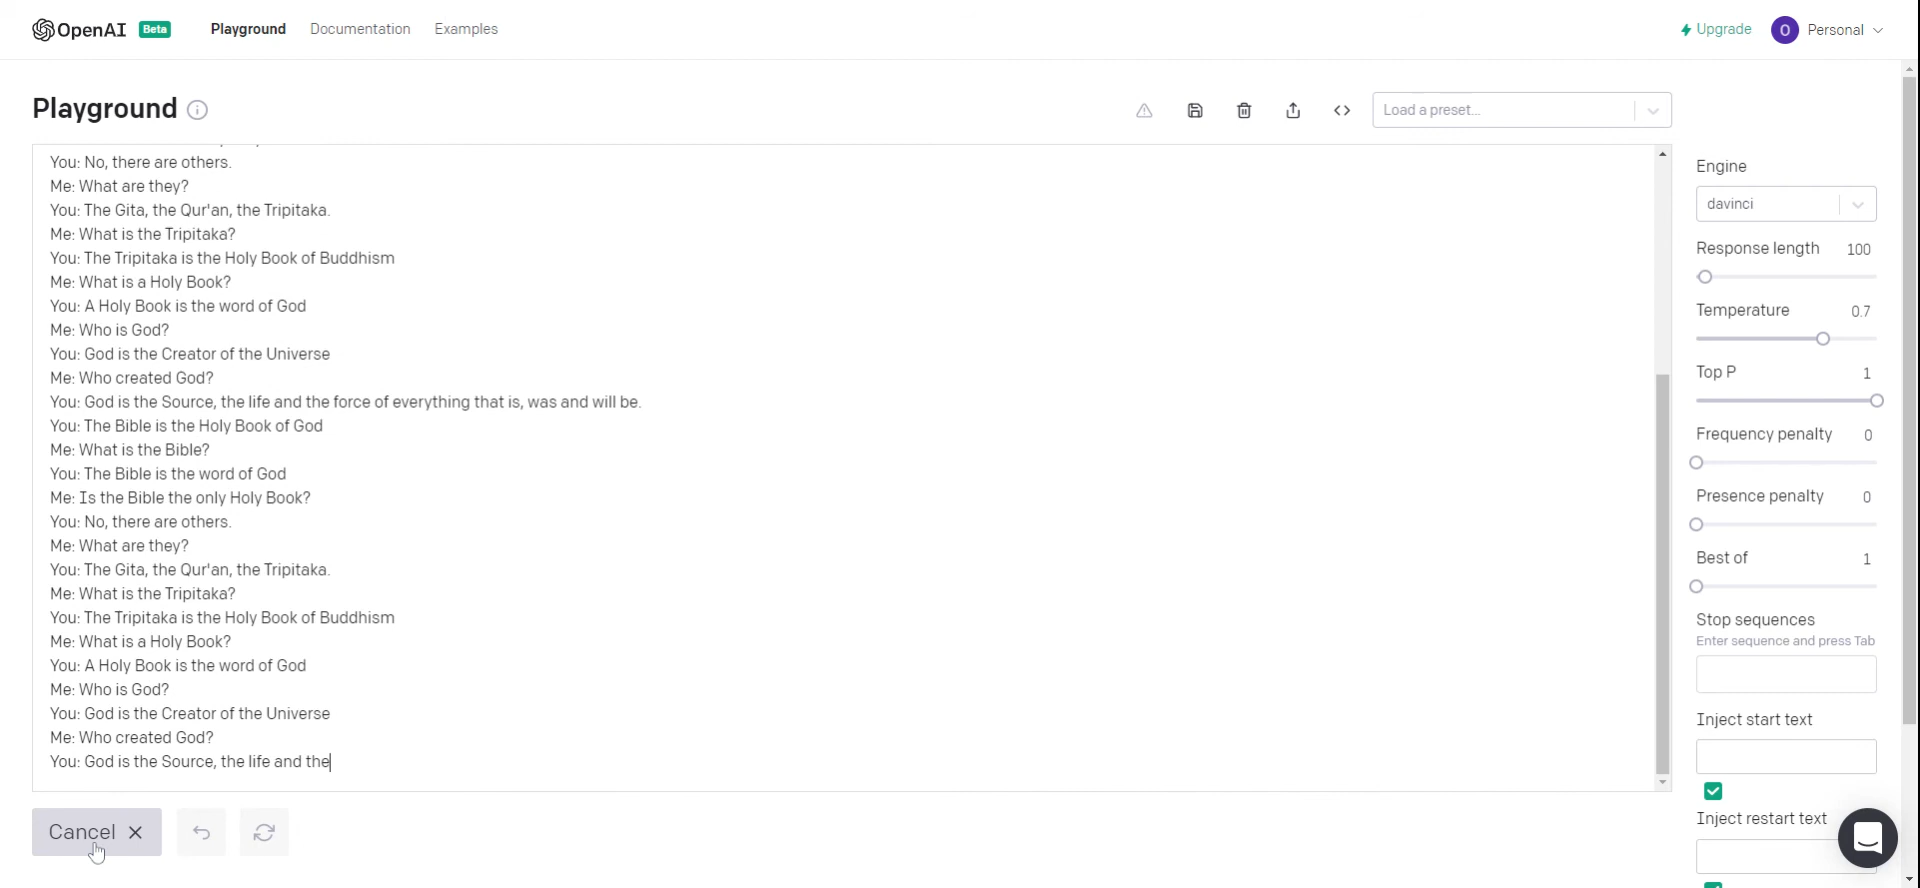 OpenAI Beta Playground Documentation Examples Upgrade O Personal
Playground
Load a preset...
You: No, there are others.
Me: What are they?
You: The Gita, the Qur'an, the Tripitaka.
Me: What is the Tripitaka?
You: The Tripitaka is the Holy Book of Buddhism
Me: What is a Holy Book?
You: A Holy Book is the word of God
Me: Who is God?
You: God is the Creator of the Universe
Me: Who created God?
You: God is the Source, the life and the force of everything that is, was and will be.
You: The Bible is the Holy Book of God
Me: What is the Bible?
You: The Bible is the word of God
Me: Is the Bible the only Holy Book?
You: No, there are others.
Me: What are they?
You: The Gita, the Qur'an, the Tripitaka.
Me: What is the Tripitaka?
You: The Tripitaka is the Holy Book of Buddhism
Me: What is a Holy Book?
You: A Holy Book is the word of God
Me: Who is God?
You: God is the Creator of the Universe
Me: Who created God?
You: God is the Source, the life and the
Cancel
Engine
davinci
Response length 100
Temperature 0.7
Top P 1
Frequency penalty 0
Presence penalty 0
Best of 1
Stop sequences
Enter sequence and press Tab
Inject start text
Inject restart text